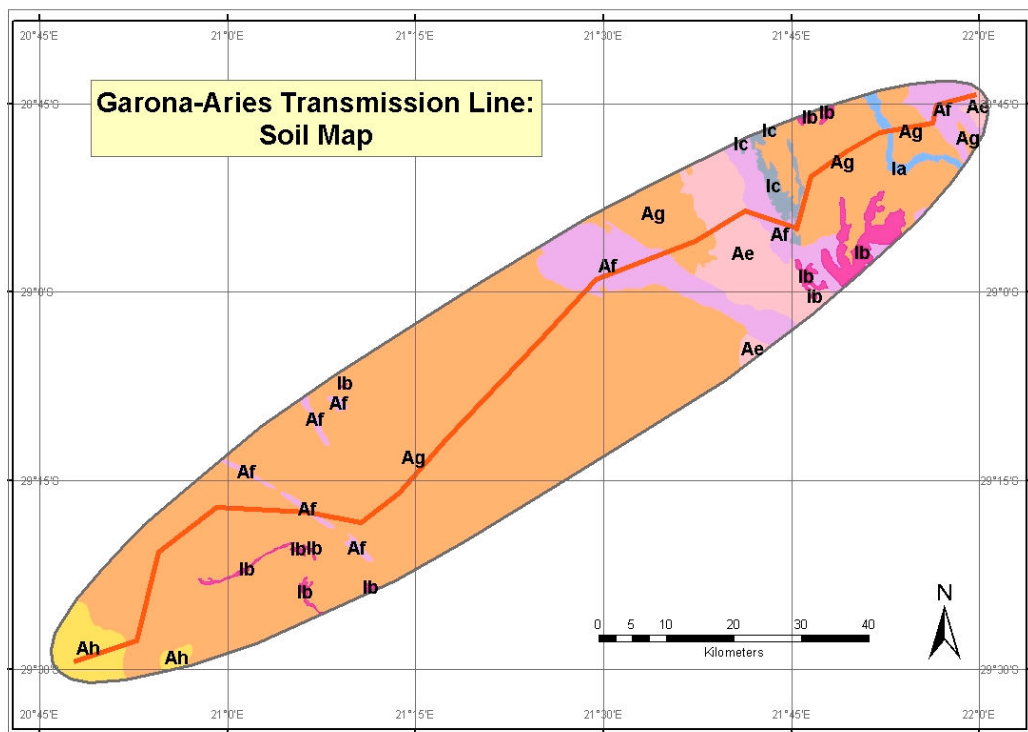 20°45'E 21°0'E 21°15'E 21°30'E 21°45'E 22°0'E
Garona-Aries Transmission Line:
Soil Map
Ib Ib Af Ae
Ic Ic Ag Ag
Ic Ag Ia
Ag Af
Af Ae Ib
Ib
Ib
Ae
Ib
Af
Af
Ag
Af
Af
Ib Ib Af
Ib
Ib Ib
Ah
Ah
28°45'S
29°0'S 29°0'S
29°15'S 29°15'S
29°30'S 29°30'S
N
0 5 10 20 30 40
Kilometers
20°45'E 21°0'E 21°15'E 21°30'E 21°45'E 22°0'E